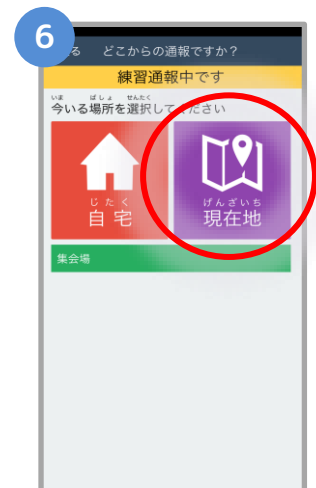 6
る どこからの通報ですか？
練習通報中です
いま ばしょ せんたく
今いる場所を選択してください
じたく
自宅
げんざいち
現在地
集会場